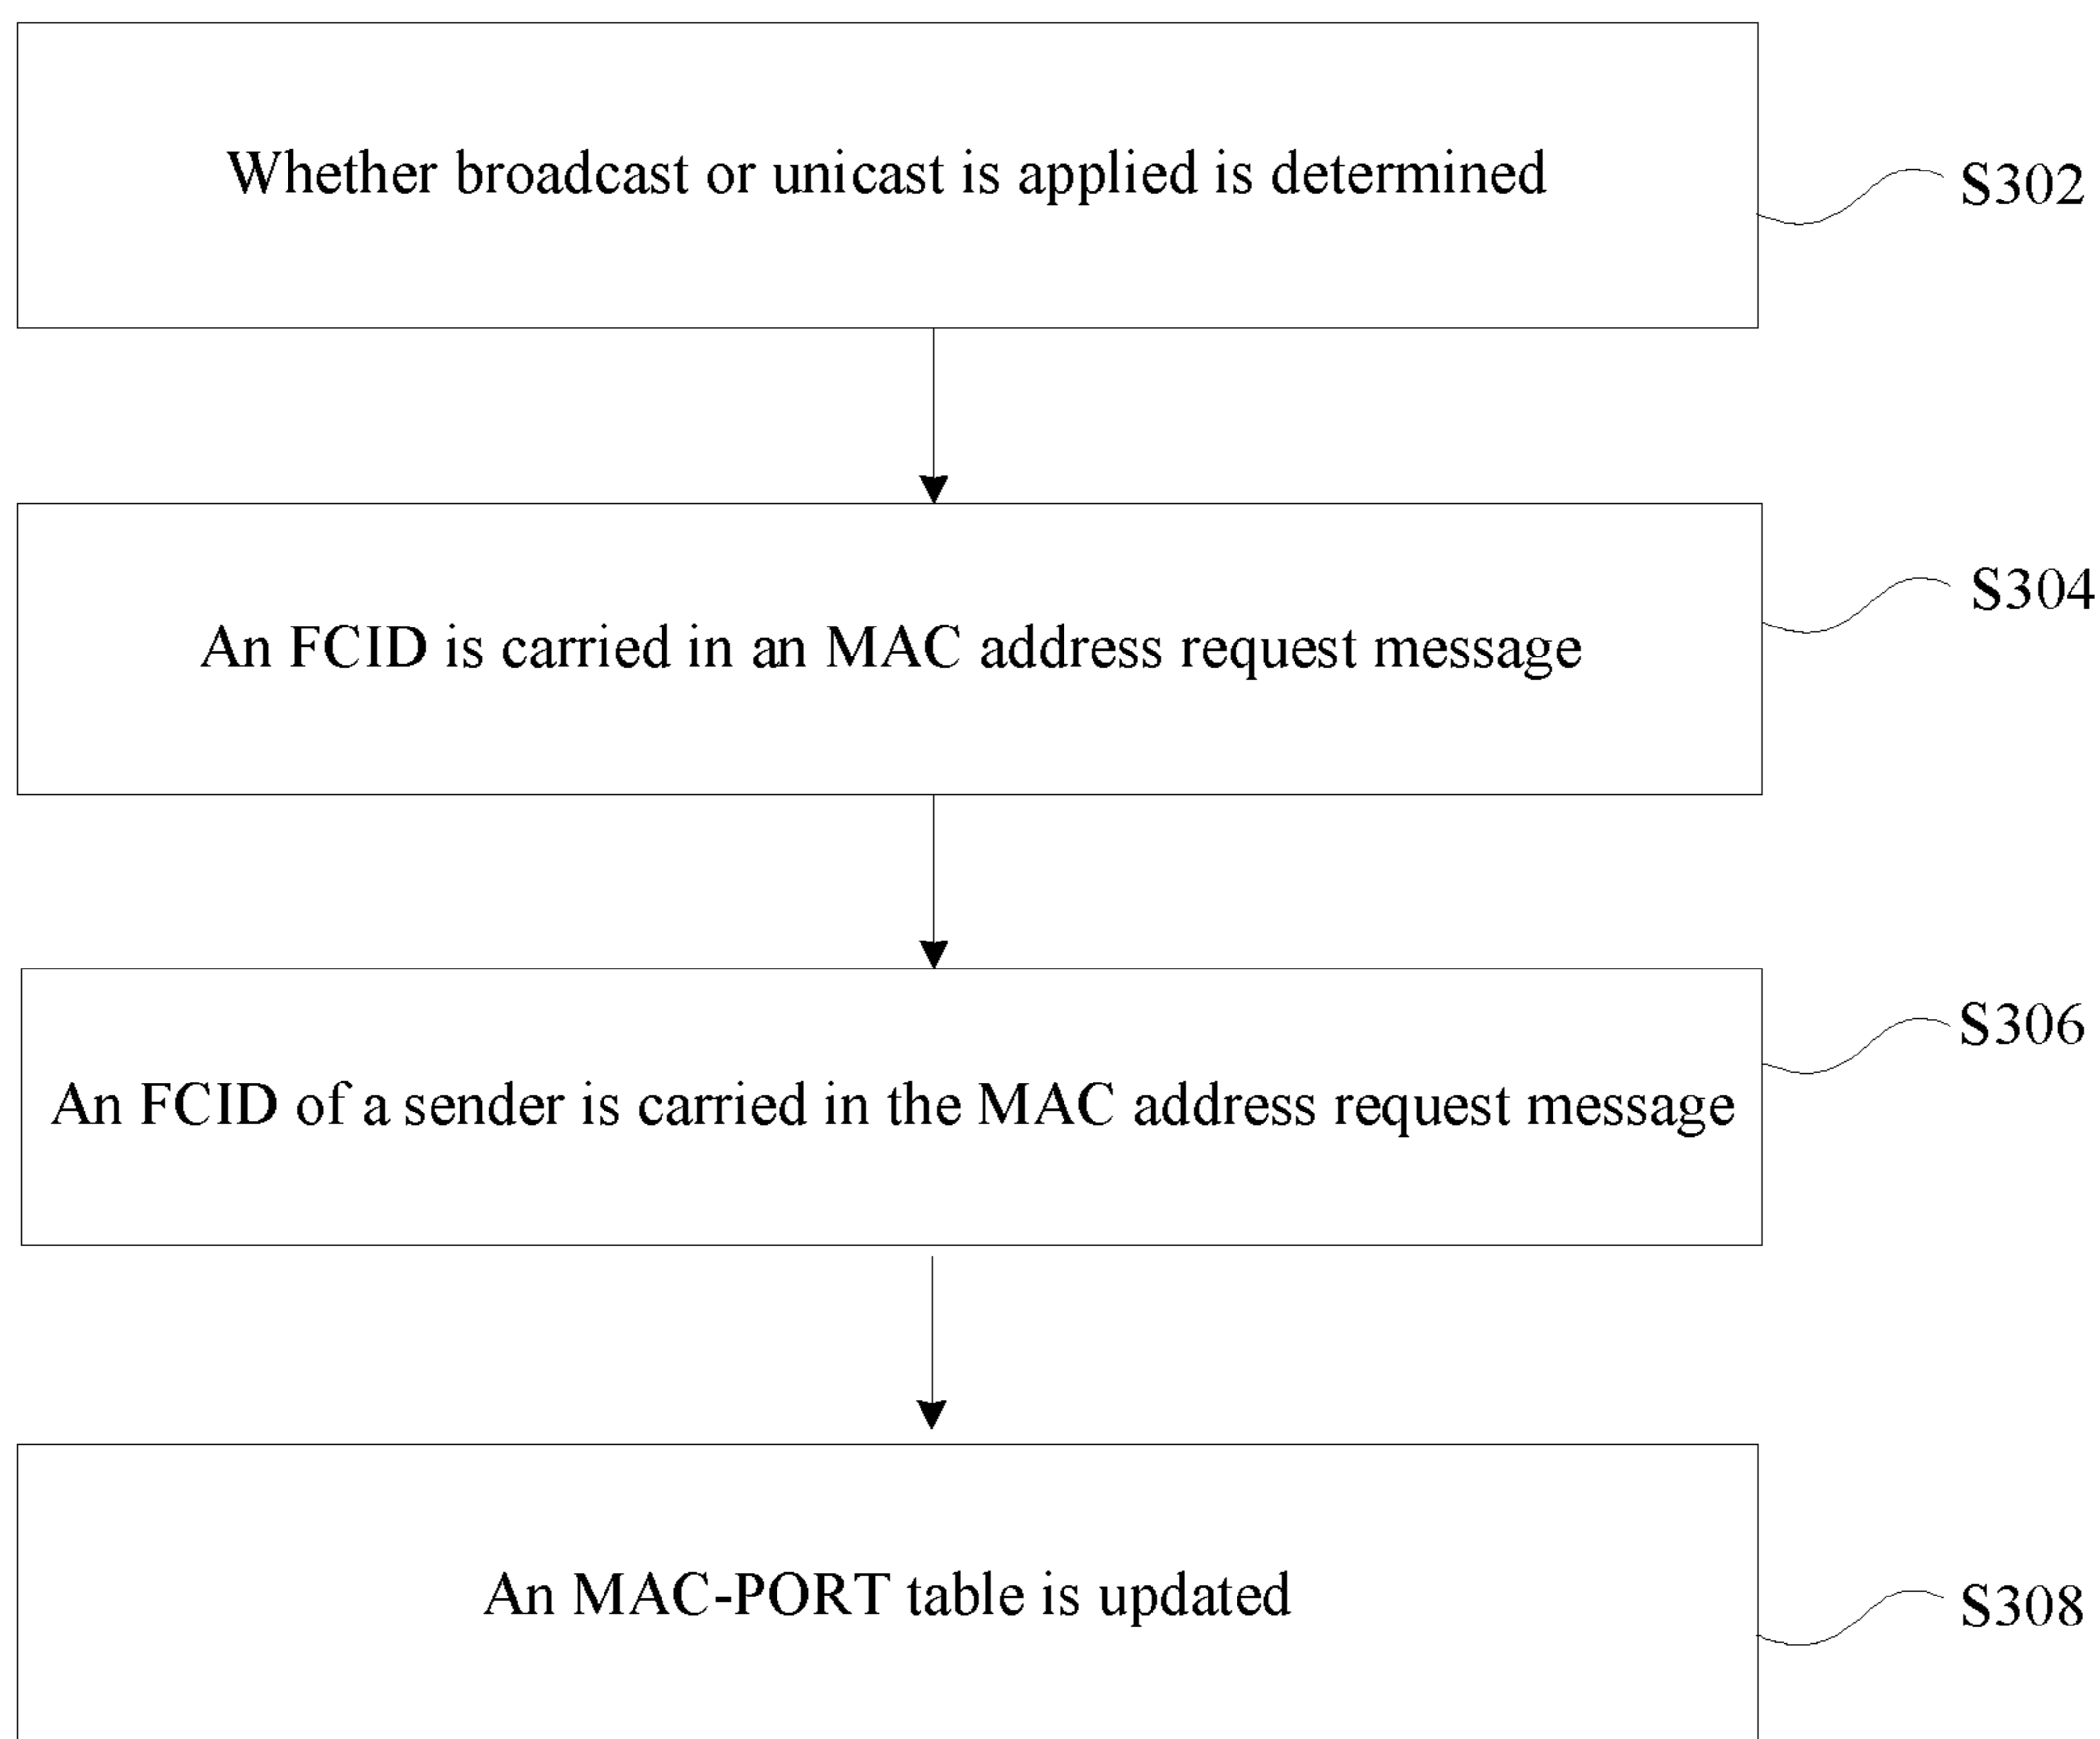 Whether broadcast or unicast is applied is determined
S302
An FCID is carried in an MAC address request message
S304
An FCID of a sender is carried in the MAC address request message
S306
An MAC-PORT table is updated
S308